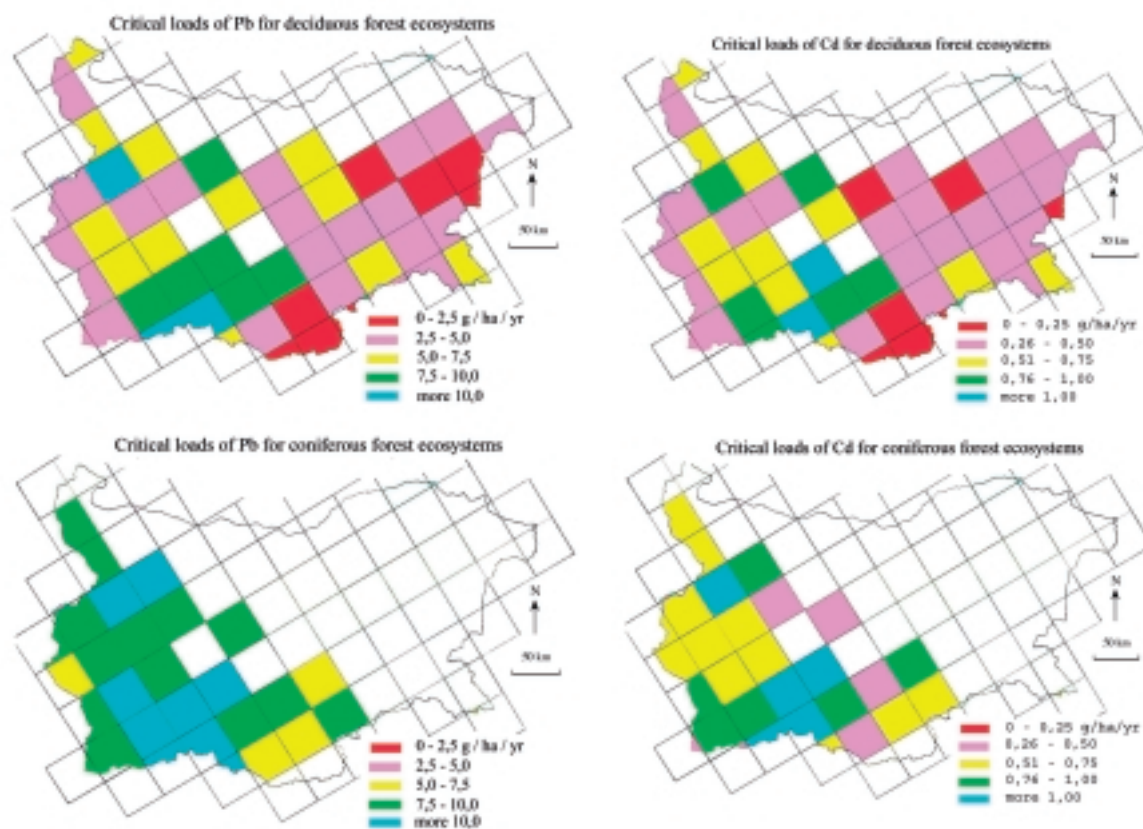 Critical loads of Pb for deciduous forest ecosystems
N
50 km
0 - 2,5 g / ha / yr
2,5 - 5,0
5,0 - 7,5
7,5 - 10,0
more 10,0
Critical loads of Cd for deciduous forest ecosystems
N
50 km
0 - 0,25 g/ha/yr
0,26 - 0,50
0,51 - 0,75
0,76 - 1,00
more 1,00
Critical loads of Pb for coniferous forest ecosystems
N
50 km
0 - 2,5 g / ha / yr
2,5 - 5,0
5,0 - 7,5
7,5 - 10,0
more 10,0
Critical loads of Cd for coniferous forest ecosystems
N
50 km
0 - 0,25 g/ha/yr
0,26 - 0,50
0,51 - 0,75
0,76 - 1,00
more 1,00